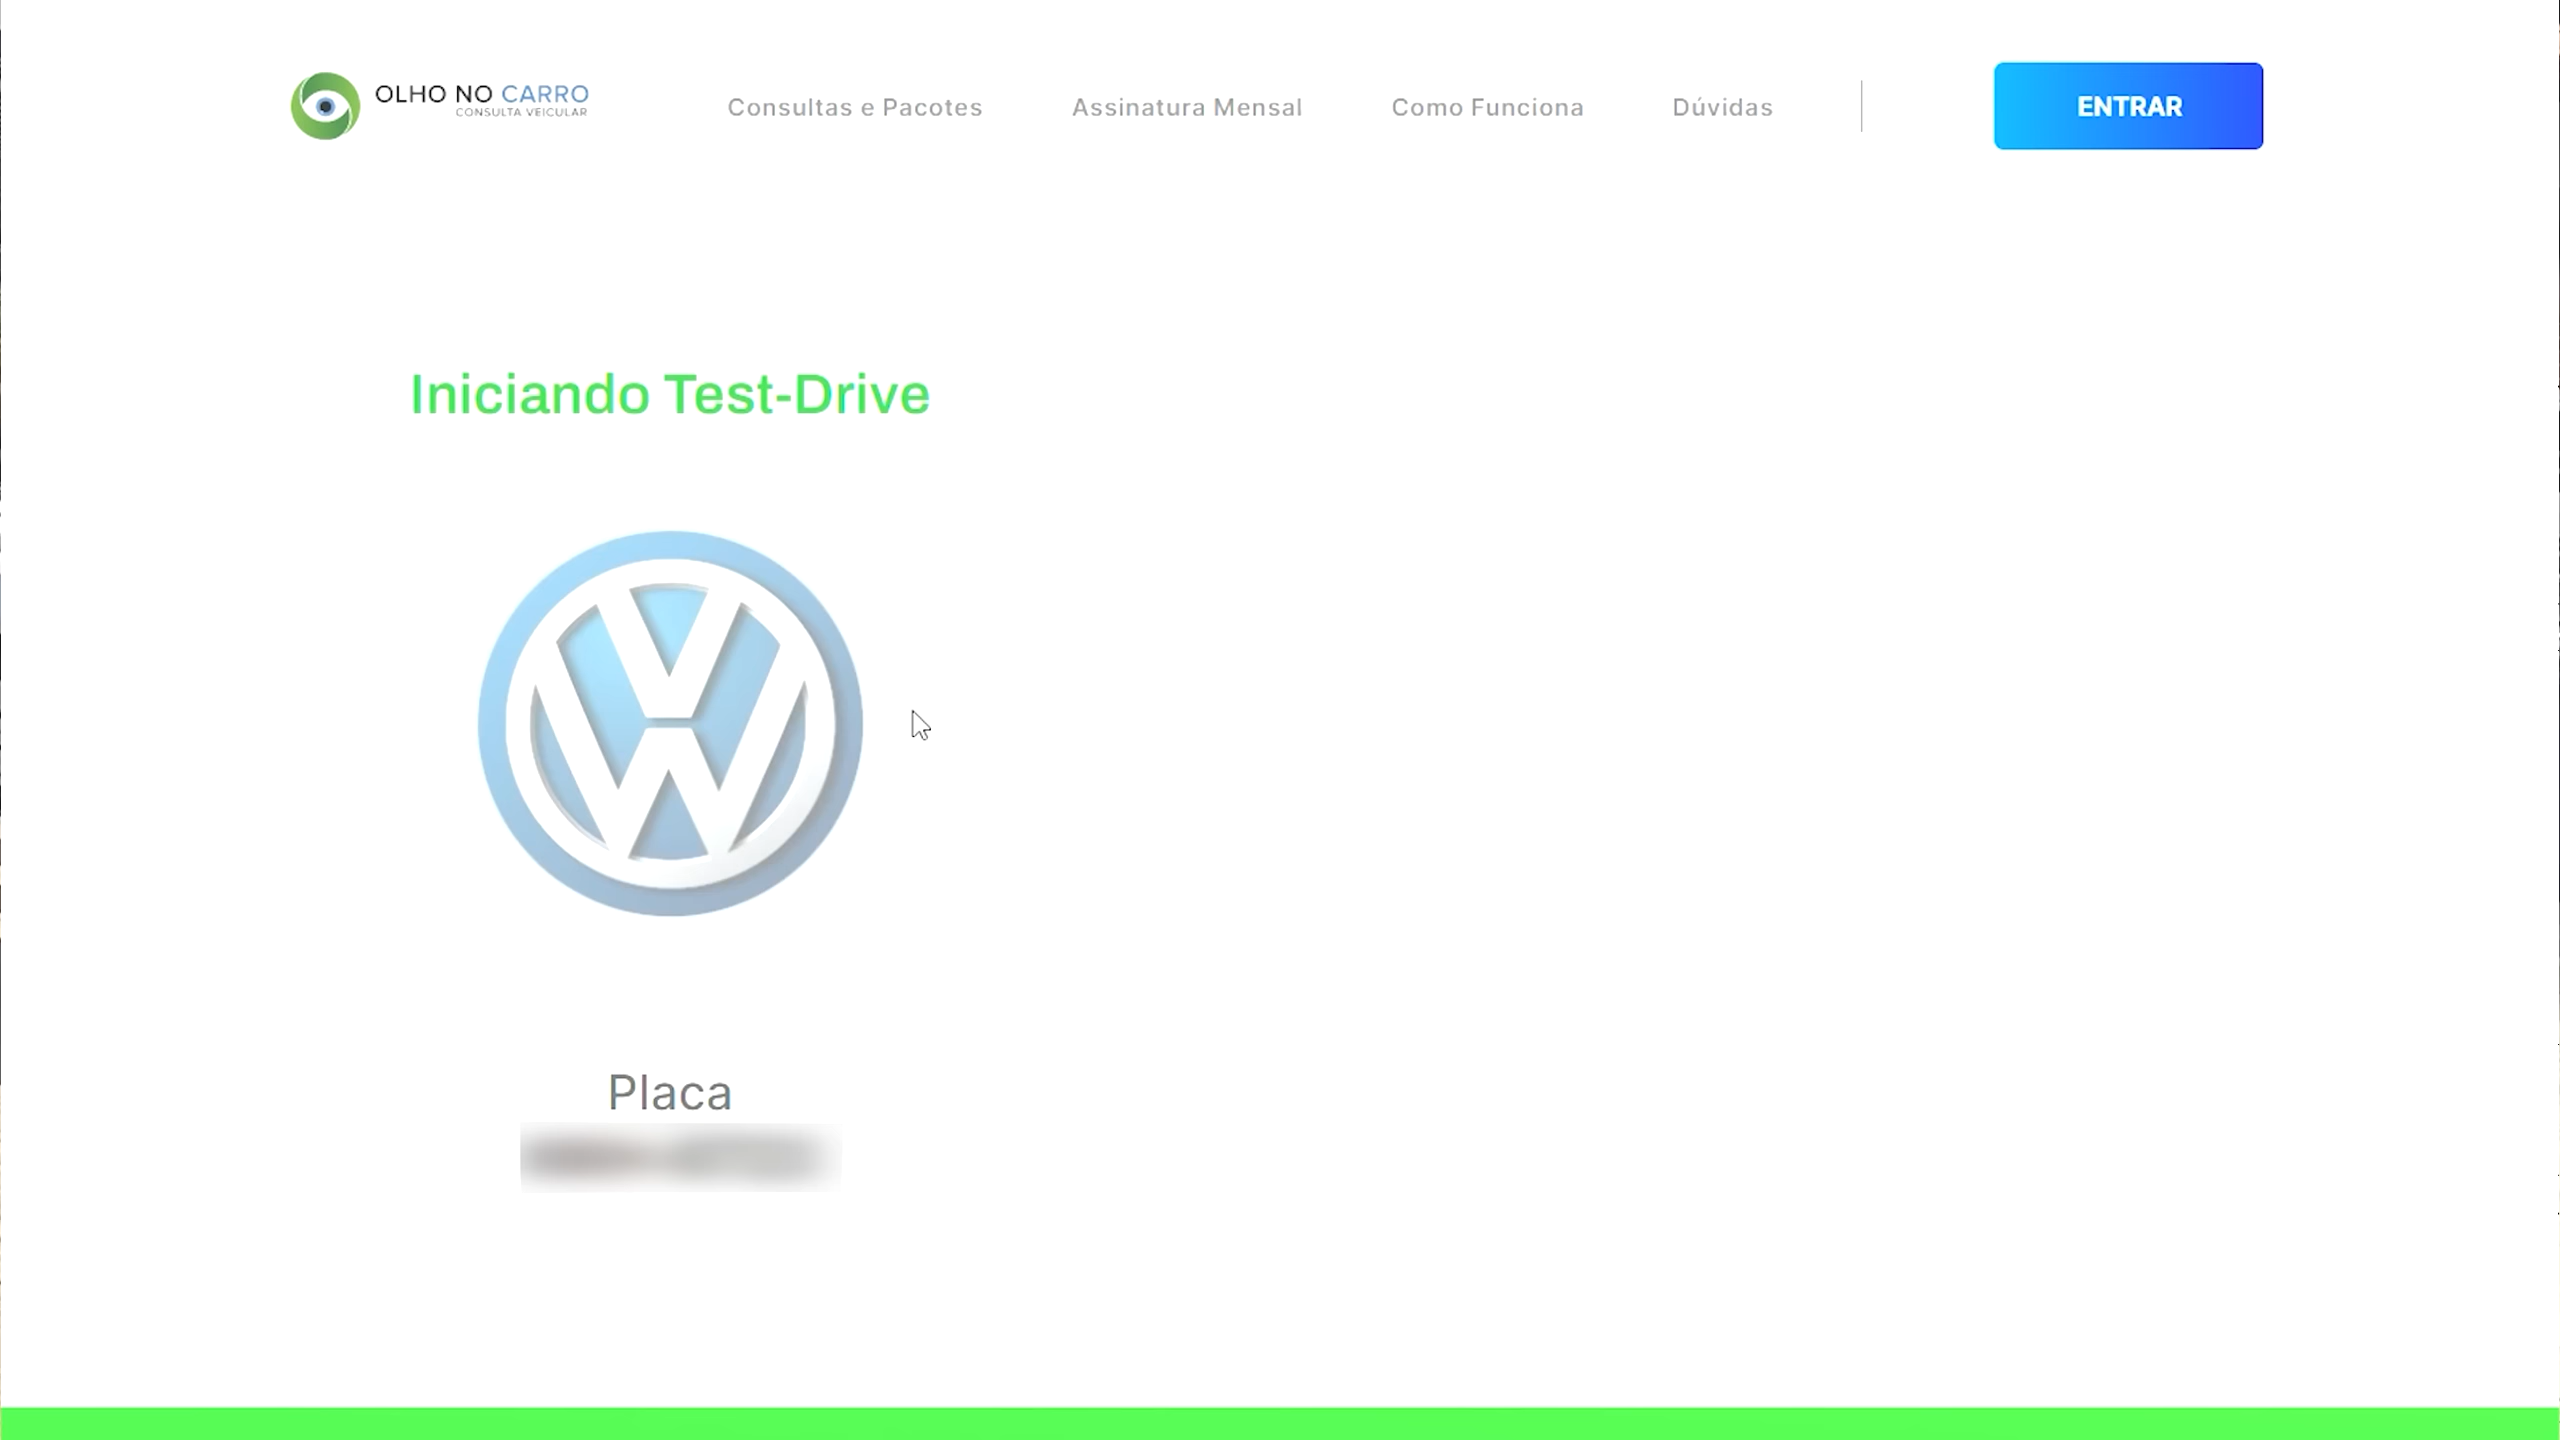 OLHO NO CARRO
CONSULTA VEICULAR
Consultas e Pacotes
Assinatura Mensal
Como Funciona
Dúvidas
ENTRAR
Iniciando Test-Drive
Placa